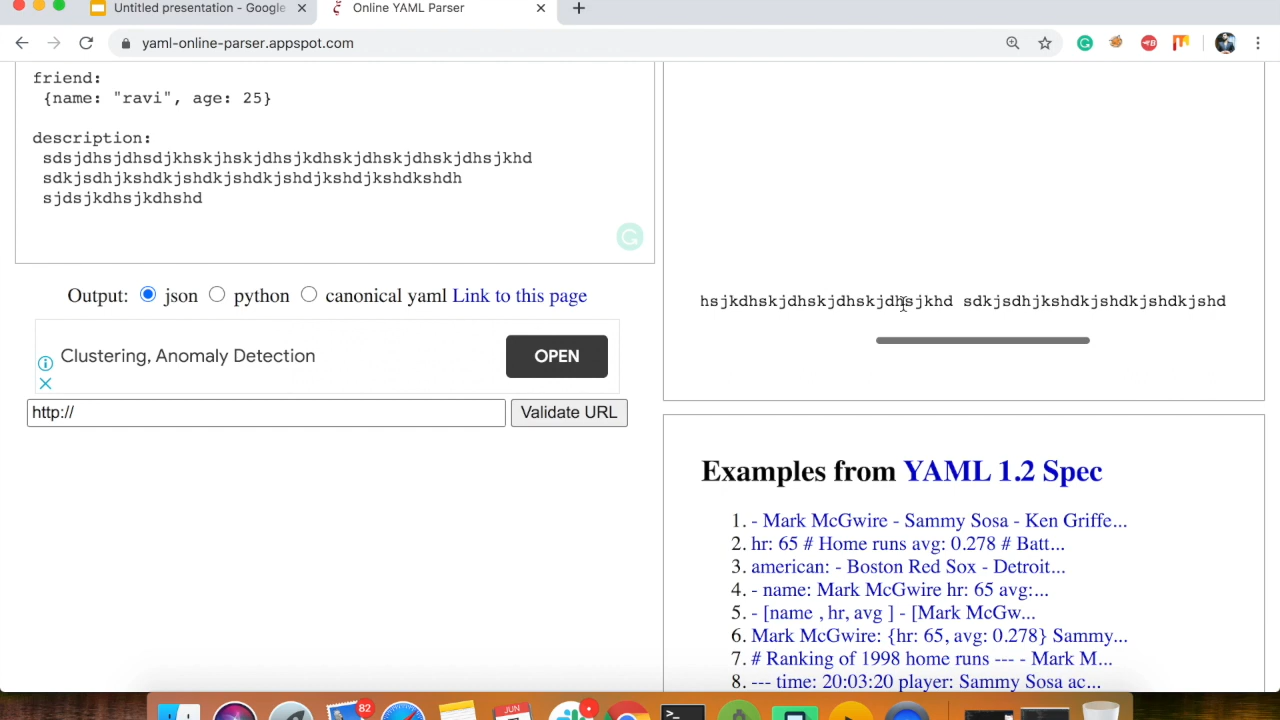 Untitled presentation - Google
Online YAML Parser
yaml-online-parser.appspot.com
friend:
{name: "ravi", age: 25}
description:
sdsjdhsjdhsdjkhskjhskjdhsjkdhskjdhskjdhskjdhsjkhd
sdkjsdhjkshdkjshdkjshdkjshdjkshdjkshdkshdh
sjdsjkdhsjkdhshd
Output: json python canonical yaml Link to this page
Clustering, Anomaly Detection
OPEN
http://
Validate URL
hsjkdhskjdhskjdhskjdhsjkhd sdkjsdhjkshdkjshdkjshdkjshd
Examples from YAML 1.2 Spec
1. - Mark McGwire - Sammy Sosa - Ken Griffe...
2. hr: 65 # Home runs avg: 0.278 # Batt...
3. american: - Boston Red Sox - Detroit...
4. - name: Mark McGwire hr: 65 avg:...
5. - [name , hr, avg ] - [Mark McGw...
6. Mark McGwire: {hr: 65, avg: 0.278} Sammy...
7. # Ranking of 1998 home runs --- - Mark M...
8. --- time: 20:03:20 player: Sammy Sosa ac...
82
JUN